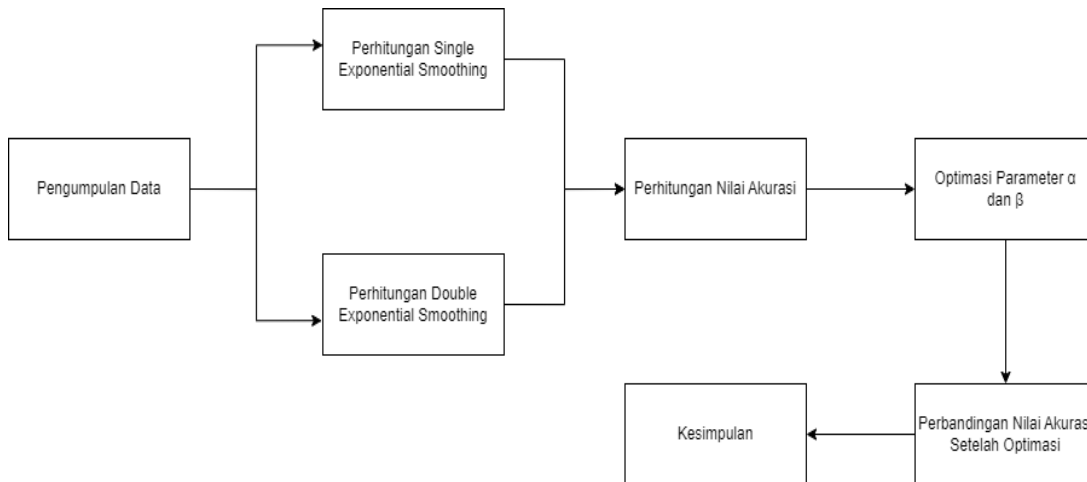 Perhitungan Single
Exponential Smoothing
Pengumpulan Data
Perhitungan Nilai Akurasi
Optimasi Parameter α
dan β
Perhitungan Double
Exponential Smoothing
Kesimpulan
Perbandingan Nilai Akurasi
Setelah Optimasi